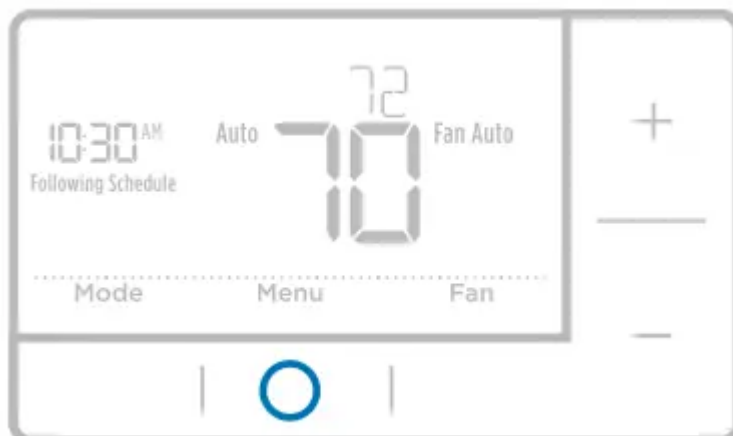 72
10:30 AM Auto 70 Fan Auto
Following Schedule
+
Mode Menu Fan
−